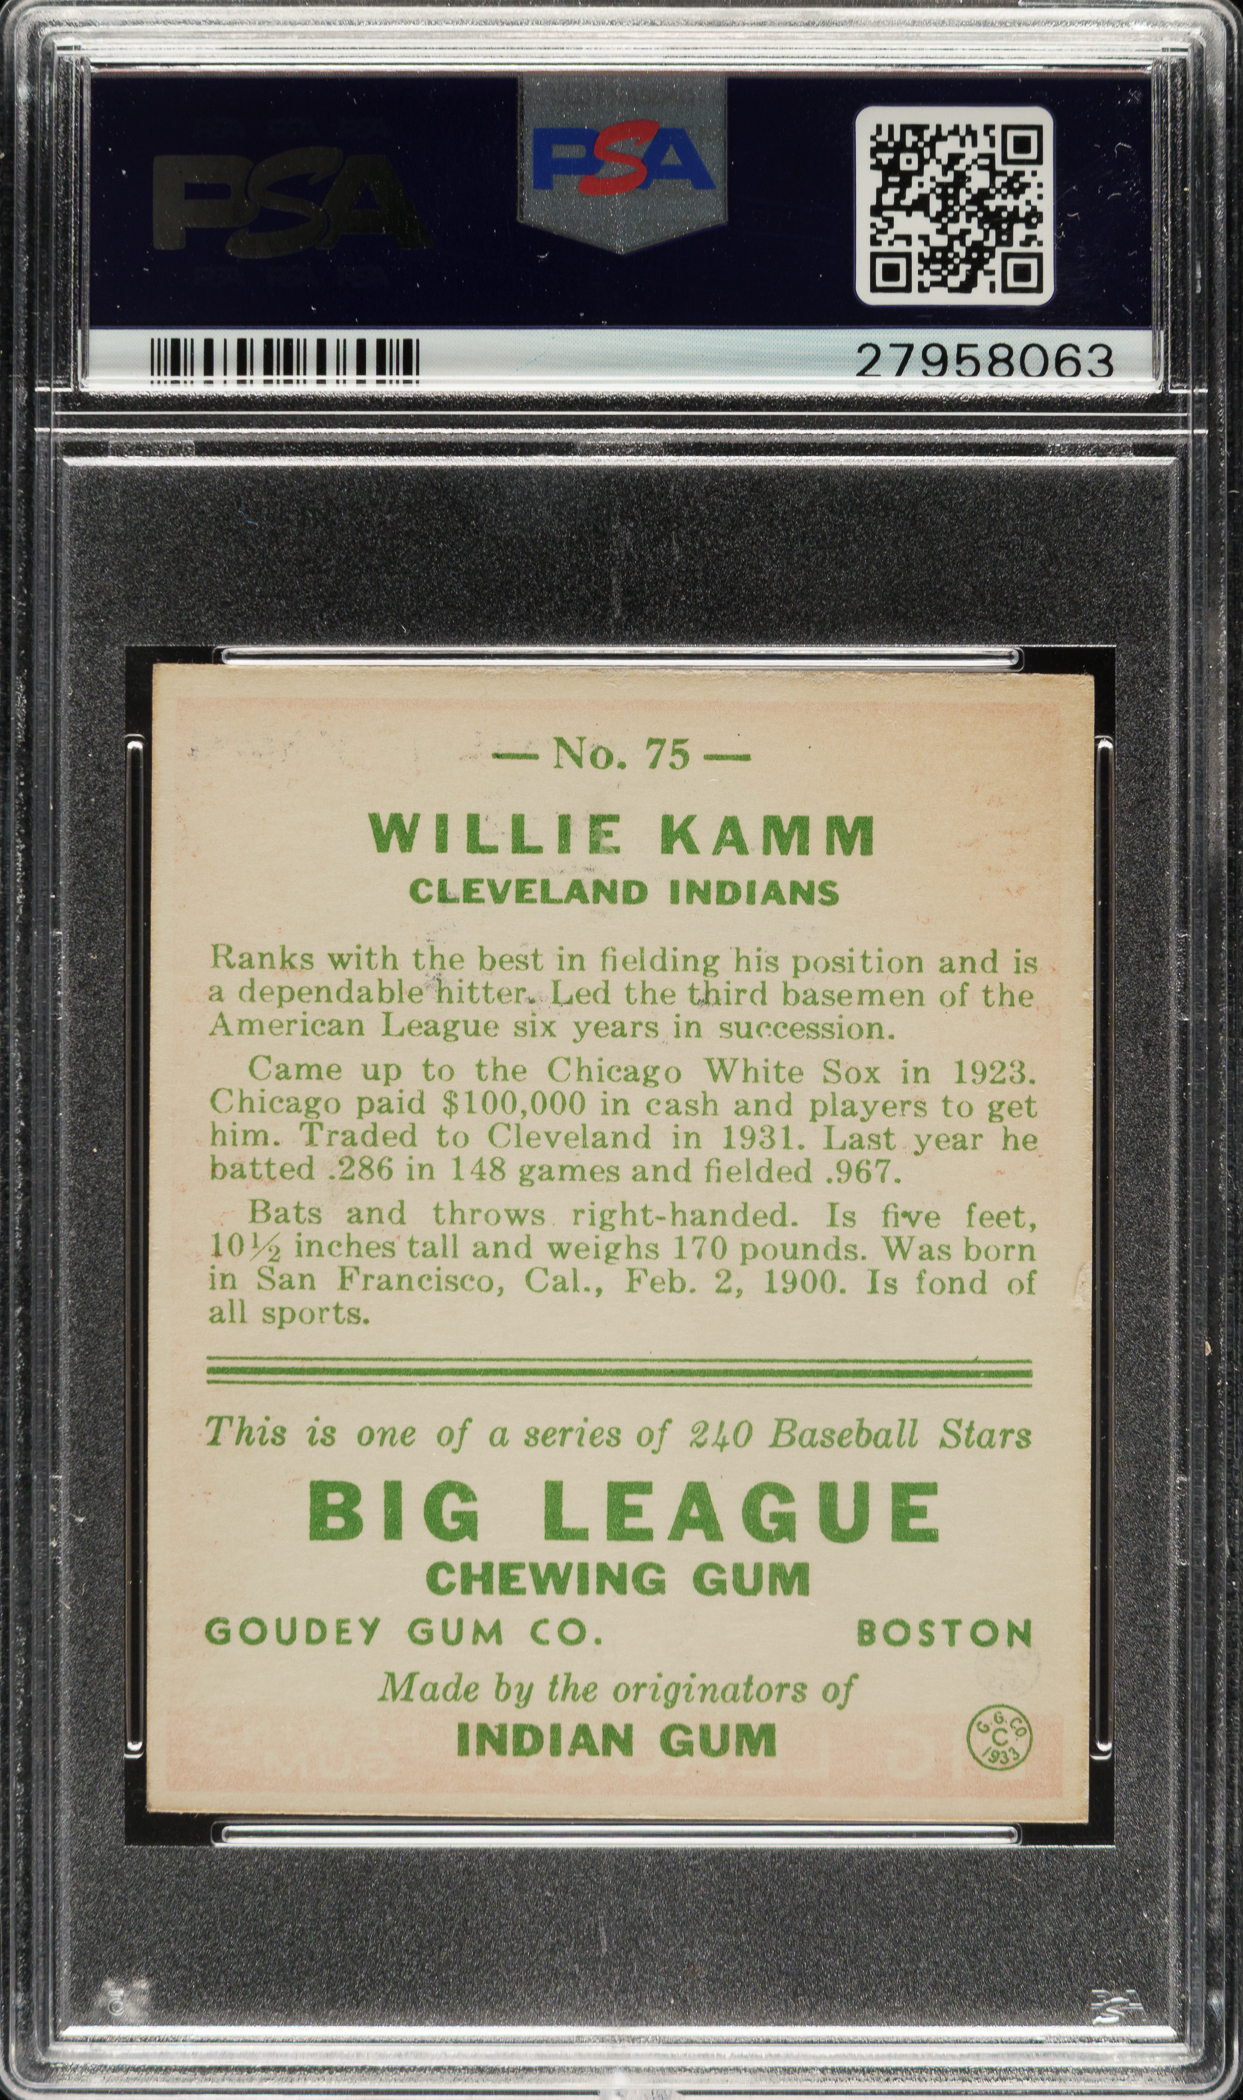 PSA
PSA
27958063
— No. 75 —
WILLIE KAMM
CLEVELAND INDIANS
Ranks with the best in fielding his position and is
a dependable hitter. Led the third basemen of the
American League six years in succession.
Came up to the Chicago White Sox in 1923.
Chicago paid $100,000 in cash and players to get
him. Traded to Cleveland in 1931. Last year he
batted .286 in 148 games and fielded .967.
Bats and throws right-handed. Is five feet,
10½ inches tall and weighs 170 pounds. Was born
in San Francisco, Cal., Feb. 2, 1900. Is fond of
all sports.
This is one of a series of 240 Baseball Stars
BIG LEAGUE
CHEWING GUM
GOUDEY GUM CO. BOSTON
Made by the originators of
INDIAN GUM
G. G. CO.
C
1933